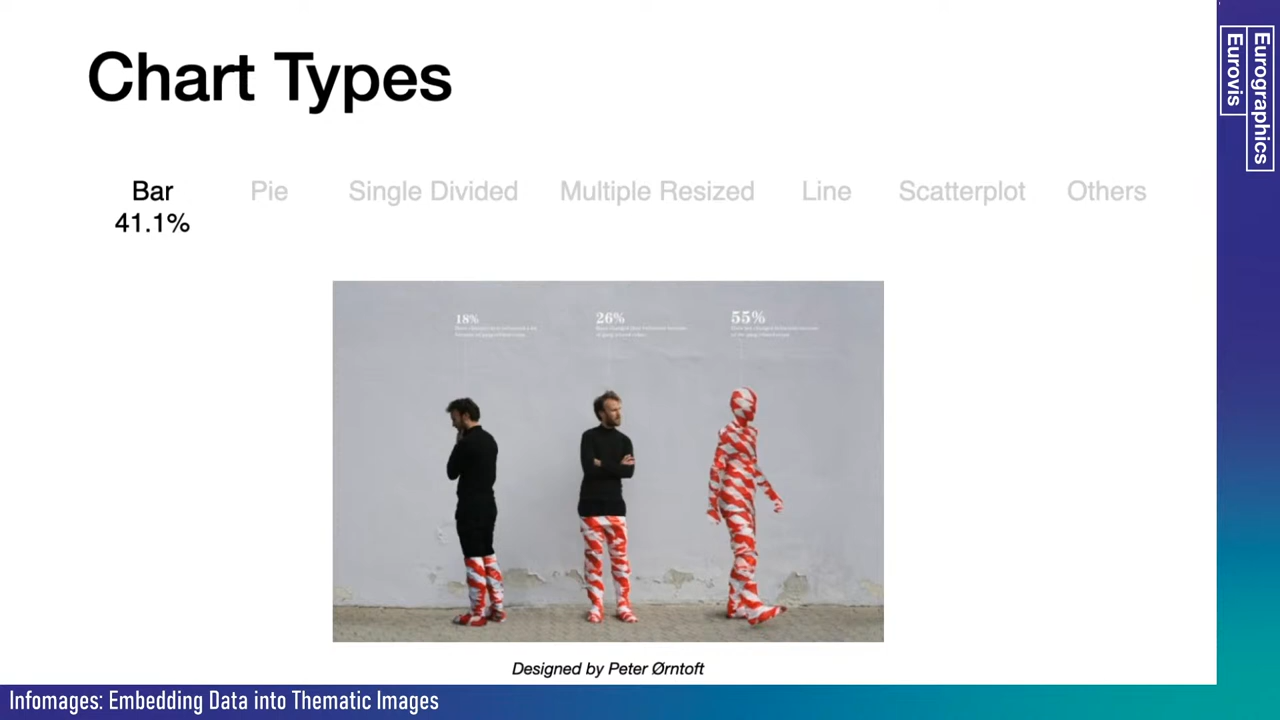 Chart Types
Bar
41.1%
Pie
Single Divided
Multiple Resized
Line
Scatterplot
Others
18%
26%
55%
Designed by Peter Ørntoft
Infomages: Embedding Data into Thematic Images
Eurographics
Eurovis